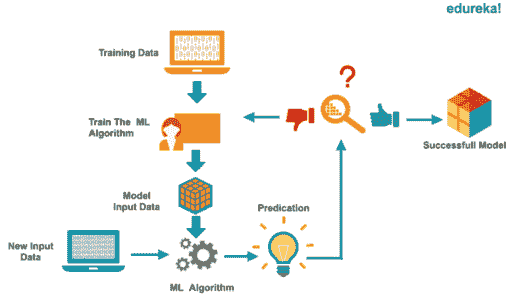 edureka!
Training Data
?
Train The ML
Algorithm
Successfull Model
Model
Input Data
Predication
New Input
Data
ML Algorithm